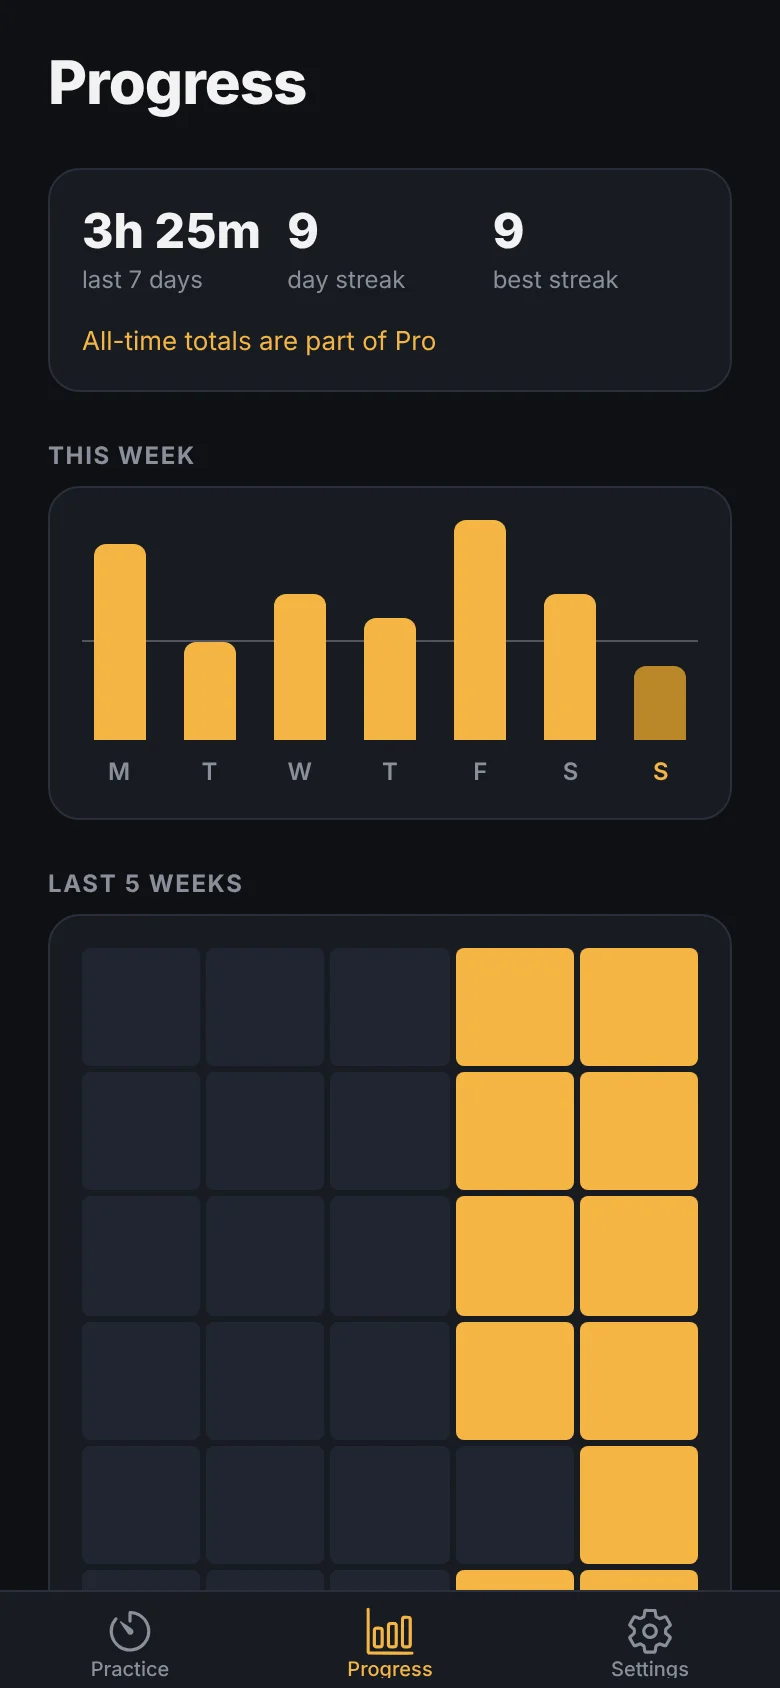 Progress
3h 25m 9 9
last 7 days day streak best streak
All-time totals are part of Pro
THIS WEEK
M T W T F S S
LAST 5 WEEKS
Practice Progress Settings